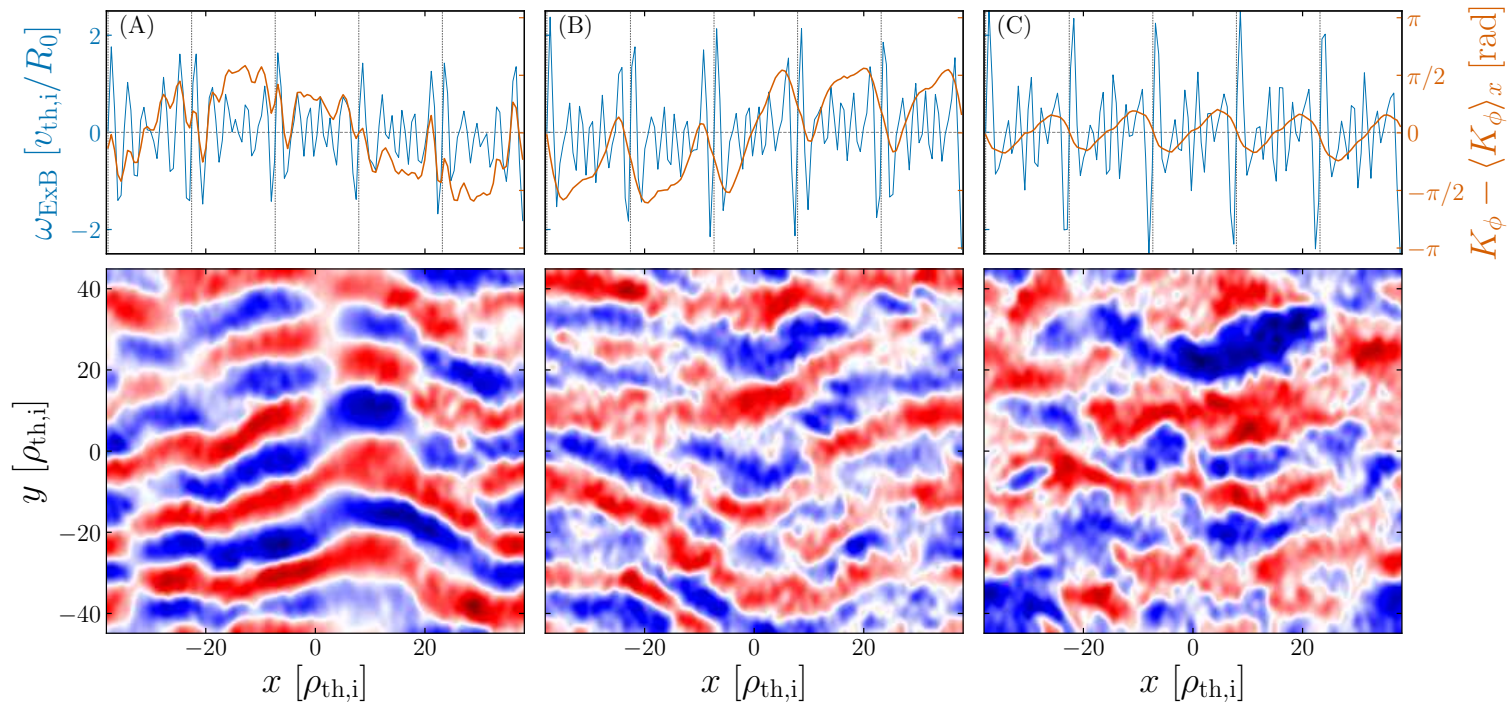 (A) (B) (C)
ω_ExB [v_th,i/R_0]
2
0
−2
π
π/2
0
−π/2
−π
K_ϕ − ⟨K_ϕ⟩_x [rad]
y [ρ_th,i]
40
20
0
−20
−40
−20 0 20 −20 0 20 −20 0 20
x [ρ_th,i] x [ρ_th,i] x [ρ_th,i]